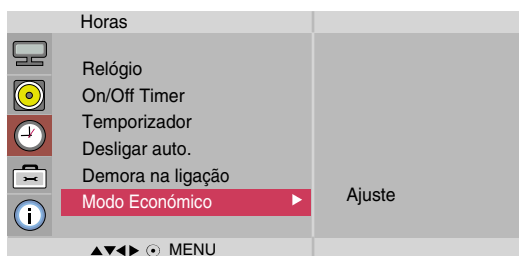 Horas
Relógio
On/Off Timer
Temporizador
Desligar auto.
Demora na ligação
Modo Económico ▶ Ajuste
▲▼◀▶ ⊙ MENU